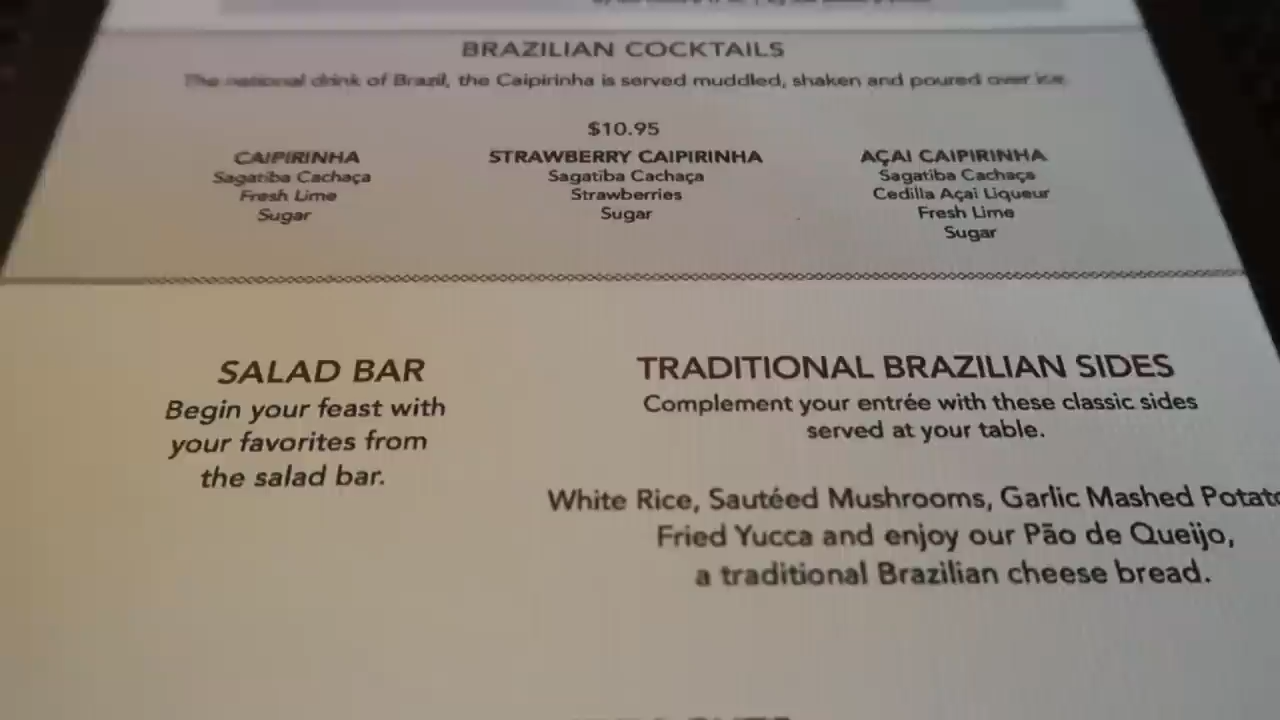 BRAZILIAN COCKTAILS
The national drink of Brazil, the Caipirinha is served muddled, shaken and poured over ice
$10.95
CAIPIRINHA
Sagatiba Cachaça
Fresh Lime
Sugar
STRAWBERRY CAIPIRINHA
Sagatiba Cachaça
Strawberries
Sugar
AÇAI CAIPIRINHA
Sagatiba Cachaça
Cedilla Açai Liqueur
Fresh Lime
Sugar
SALAD BAR
Begin your feast with
your favorites from
the salad bar.
TRADITIONAL BRAZILIAN SIDES
Complement your entrée with these classic sides
served at your table.
White Rice, Sautéed Mushrooms, Garlic Mashed Potato
Fried Yucca and enjoy our Pão de Queijo,
a traditional Brazilian cheese bread.